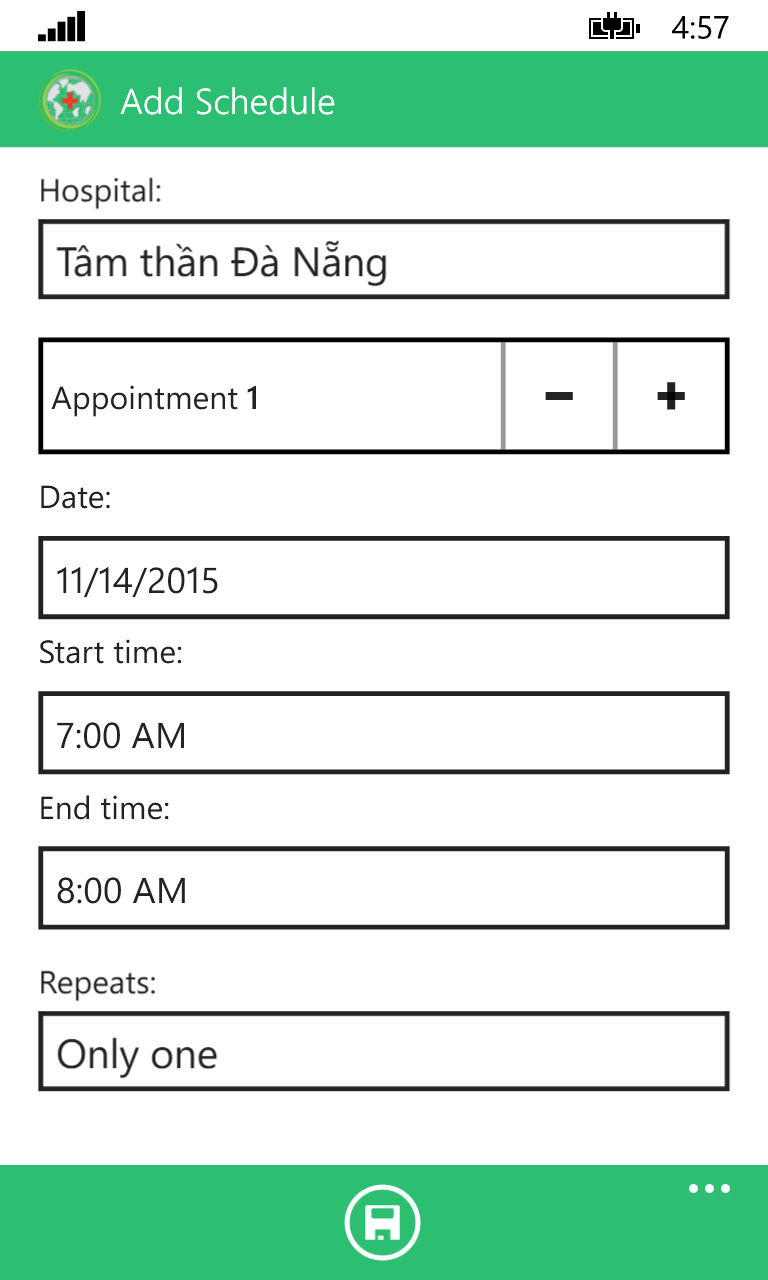 4:57
Add Schedule
Hospital:
Tâm thần Đà Nẵng
Appointment 1
Date:
11/14/2015
Start time:
7:00 AM
End time:
8:00 AM
Repeats:
Only one